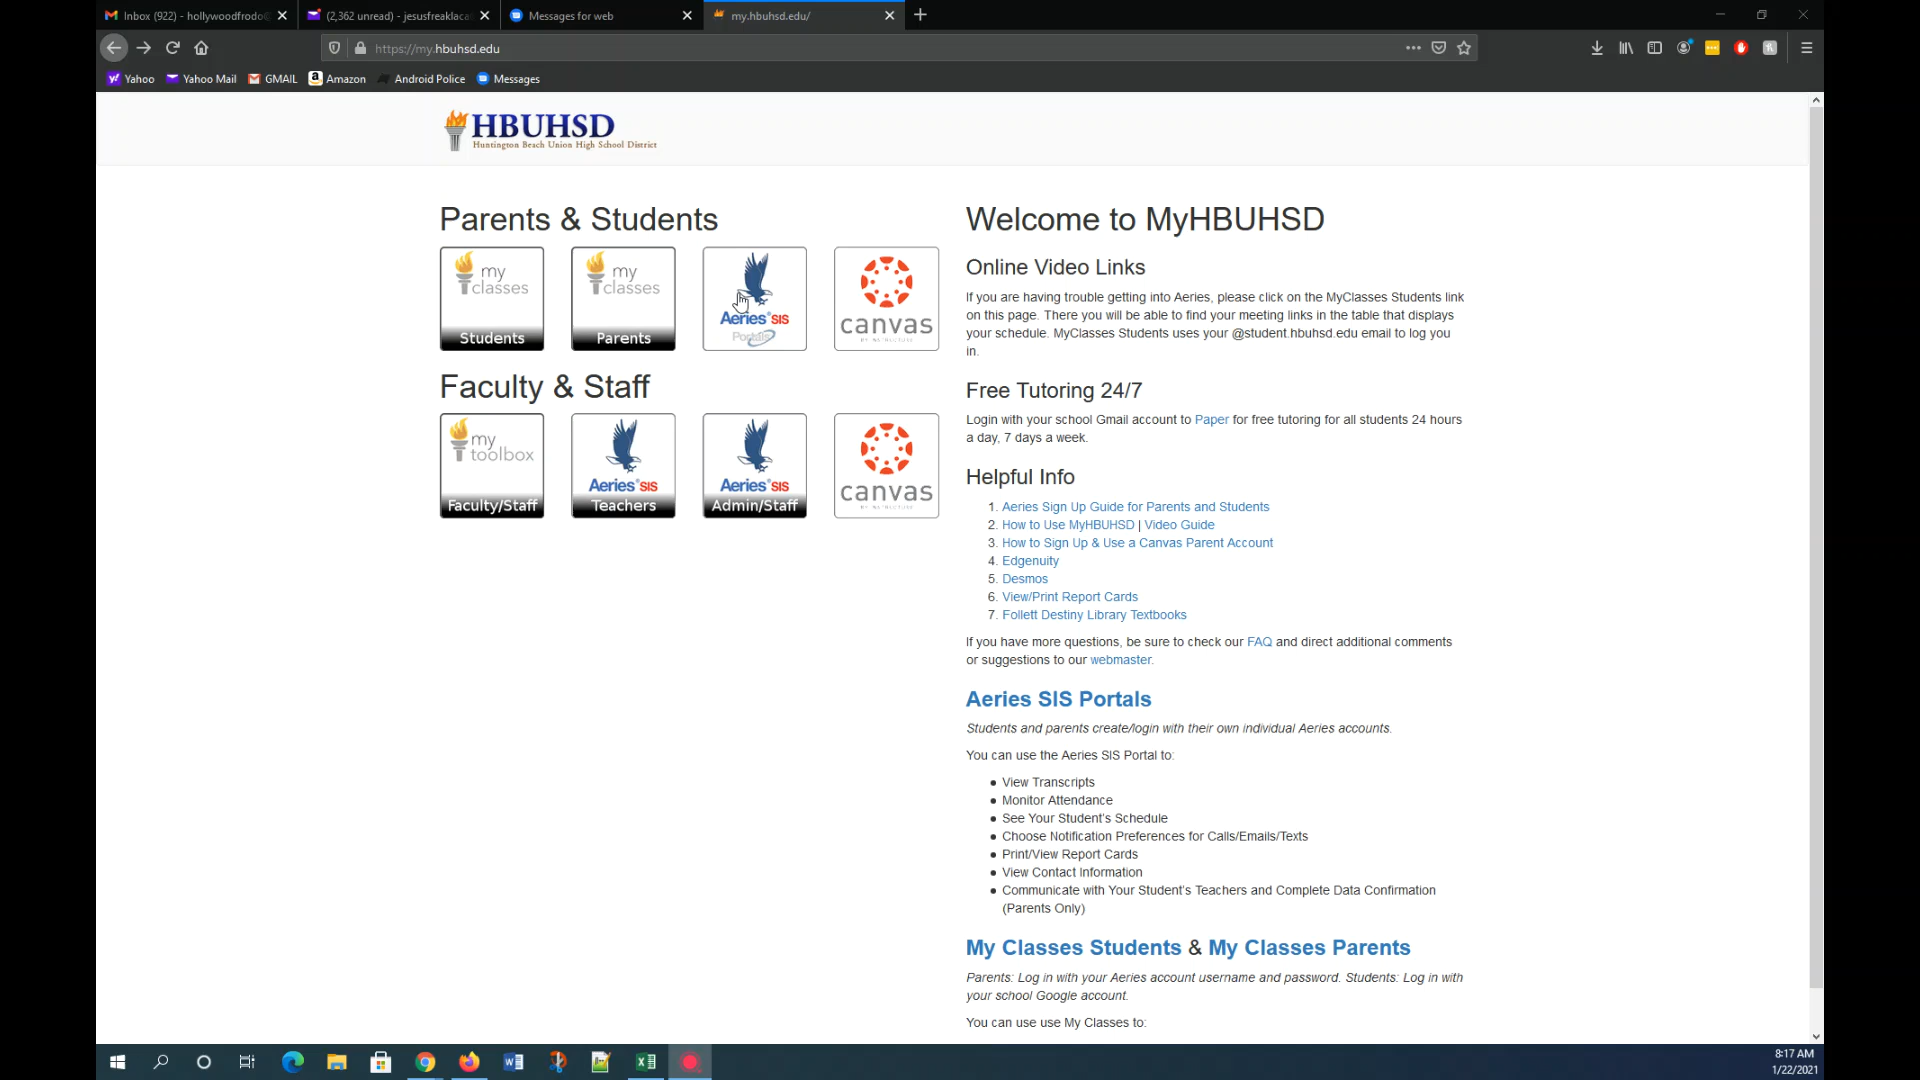 Inbox (922) - hollywoodfrodo
(2,362 unread) - jesusfreaklaca
Messages for web
my.hbuhsd.edu/
https://my.hbuhsd.edu
Yahoo
Yahoo Mail
GMAIL
Amazon
Android Police
Messages
HBUHSD
Huntington Beach Union High School District
Parents & Students
my classes
Students
my classes
Parents
Aeries SIS
Portals
canvas
BY INSTRUCTURE
Faculty & Staff
my toolbox
Faculty/Staff
Aeries SIS
Teachers
Aeries SIS
Admin/Staff
canvas
BY INSTRUCTURE
Welcome to MyHBUHSD
Online Video Links
If you are having trouble getting into Aeries, please click on the MyClasses Students link
on this page. There you will be able to find your meeting links in the table that displays
your schedule. MyClasses Students uses your @student.hbuhsd.edu email to log you
in.
Free Tutoring 24/7
Login with your school Gmail account to Paper for free tutoring for all students 24 hours
a day, 7 days a week.
Helpful Info
1. Aeries Sign Up Guide for Parents and Students
2. How to Use MyHBUHSD | Video Guide
3. How to Sign Up & Use a Canvas Parent Account
4. Edgenuity
5. Desmos
6. View/Print Report Cards
7. Follett Destiny Library Textbooks
If you have more questions, be sure to check our FAQ and direct additional comments
or suggestions to our webmaster.
Aeries SIS Portals
Students and parents create/login with their own individual Aeries accounts.
You can use the Aeries SIS Portal to:
• View Transcripts
• Monitor Attendance
• See Your Student's Schedule
• Choose Notification Preferences for Calls/Emails/Texts
• Print/View Report Cards
• View Contact Information
• Communicate with Your Student's Teachers and Complete Data Confirmation
(Parents Only)
My Classes Students & My Classes Parents
Parents: Log in with your Aeries account username and password. Students: Log in with
your school Google account.
You can use use My Classes to:
8:17 AM
1/22/2021